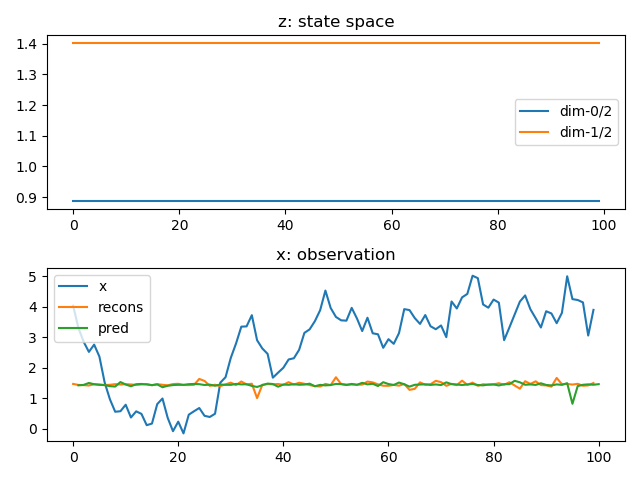 z: state space
1.4
1.3
1.2
1.1
1.0
0.9
dim-0/2
dim-1/2
0 20 40 60 80 100
x: observation
5
4
3
2
1
0
x
recons
pred
0 20 40 60 80 100